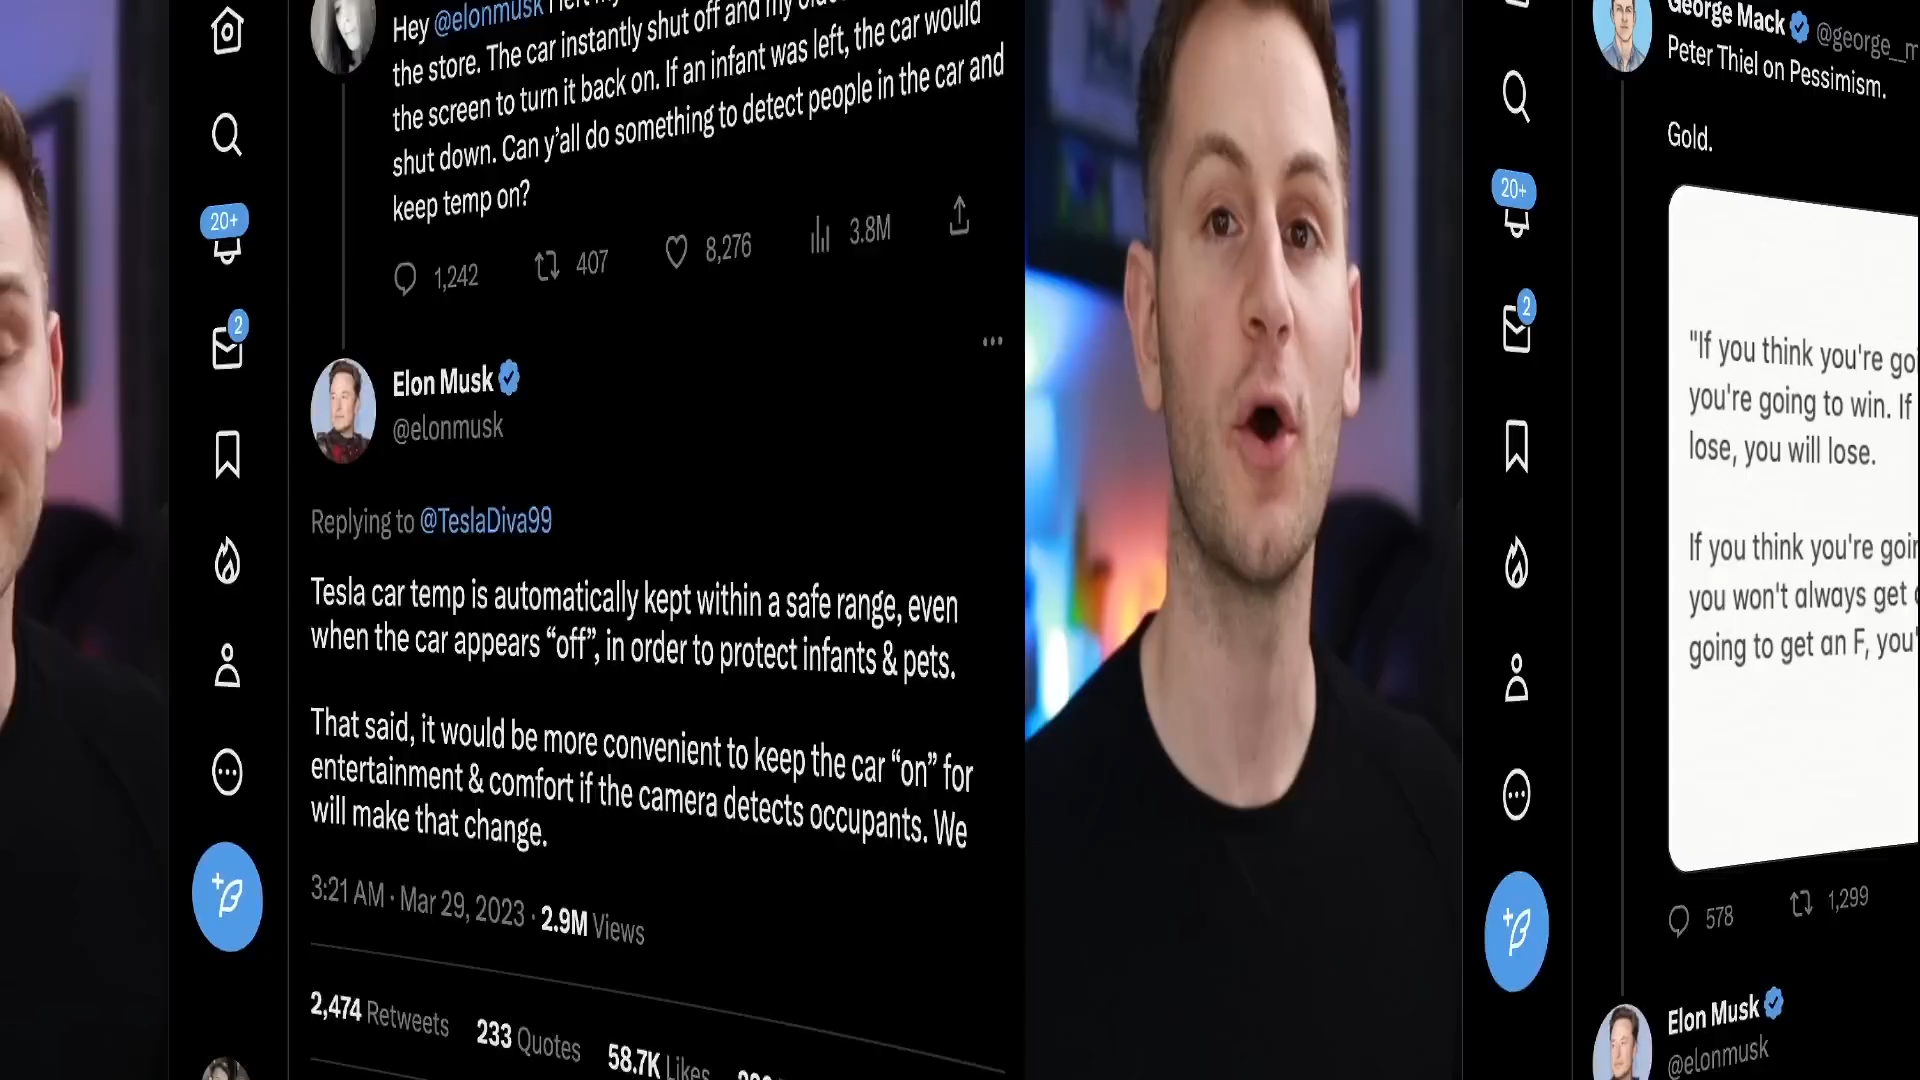 Hey @elonmusk I left my
the store. The car instantly shut off and my
the screen to turn it back on. If an infant was left, the car would
shut down. Can y’all do something to detect people in the car and
keep temp on?
1,242
407
8,276
3.8M
20+
2
Elon Musk
@elonmusk
Replying to @TeslaDiva99
Tesla car temp is automatically kept within a safe range, even
when the car appears “off”, in order to protect infants & pets.
That said, it would be more convenient to keep the car “on” for
entertainment & comfort if the camera detects occupants. We
will make that change.
3:21 AM · Mar 29, 2023 · 2.9M Views
2,474 Retweets 233 Quotes 58.7K Likes
20+
2
George Mack
Peter Thiel on Pessimism.
Gold.
"If you think you're
you're going to win. If
lose, you will lose.
If you think you're
you won't always get
going to get an F,
578
1,299
Elon Musk
@elonmusk